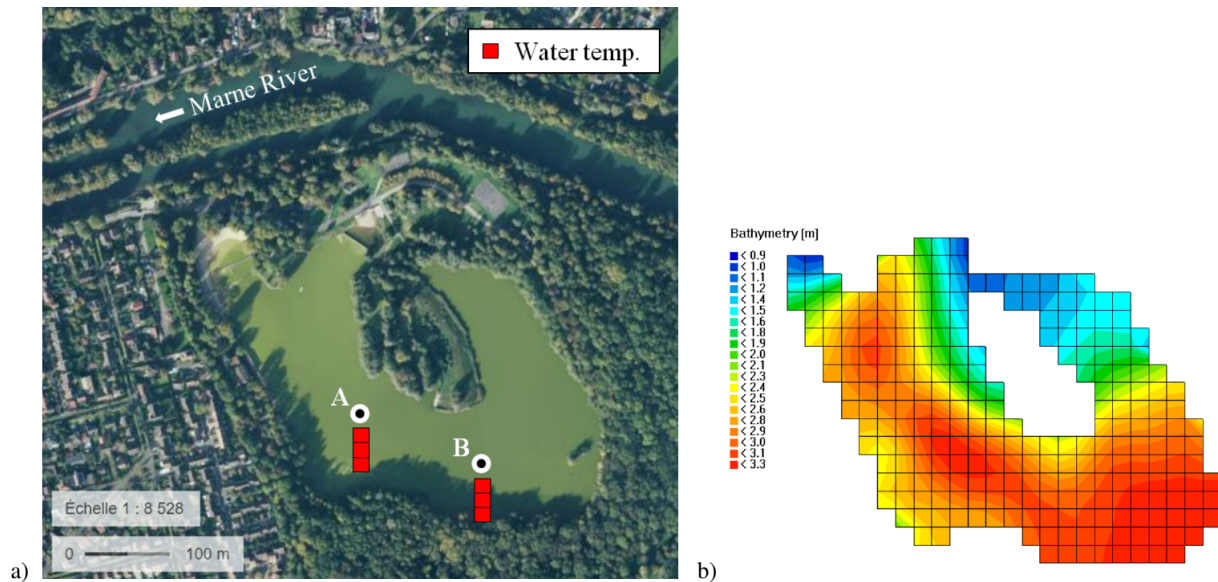 Water temp.
Marne River
A
B
Échelle 1 : 8 528
0 100 m
a)
Bathymetry [m]
< 0.9
< 1.0
< 1.1
< 1.2
< 1.4
< 1.5
< 1.6
< 1.8
< 1.9
< 2.0
< 2.1
< 2.3
< 2.4
< 2.5
< 2.6
< 2.8
< 2.9
< 3.0
< 3.1
< 3.3
b)